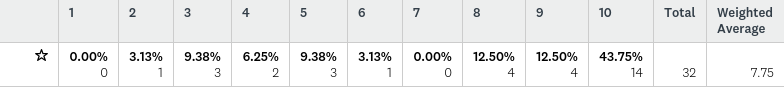 1 2 3 4 5 6 7 8 9 10 Total Weighted
Average
☆ 0.00% 3.13% 9.38% 6.25% 9.38% 3.13% 0.00% 12.50% 12.50% 43.75%
0 1 3 2 3 1 0 4 4 14 32 7.75